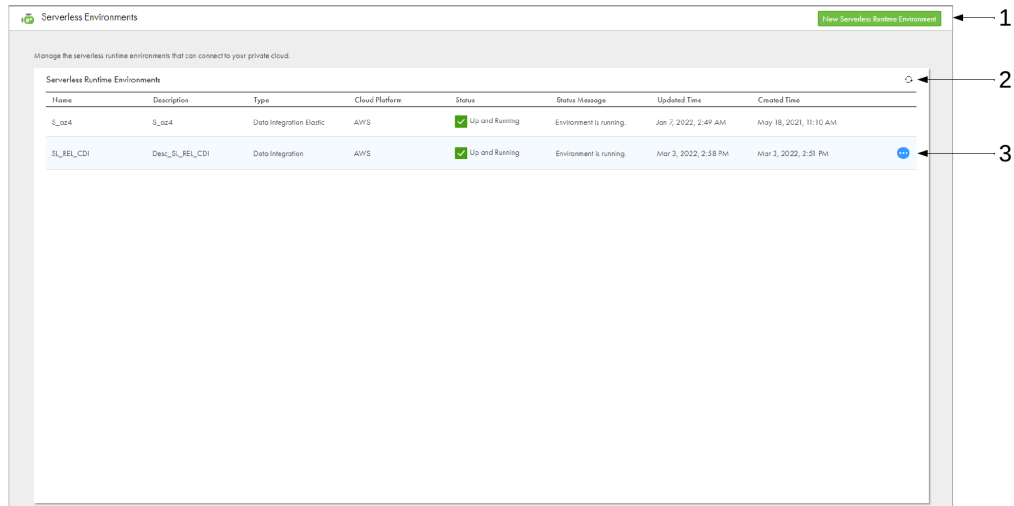 Serverless Environments
New Serverless Runtime Environment
1
Manage the serverless runtime environments that can connect to your private cloud.
Serverless Runtime Environments
2
Name Description Type Cloud Platform Status Status Message Updated Time Created Time
S_az4 S_az4 Data Integration Elastic AWS Up and Running Environment is running. Jan 7, 2022, 2:49 AM May 18, 2021, 11:10 AM
SL_REL_CDI Desc_SL_REL_CDI Data Integration AWS Up and Running Environment is running. Mar 3, 2022, 2:58 PM Mar 3, 2022, 2:51 PM
3